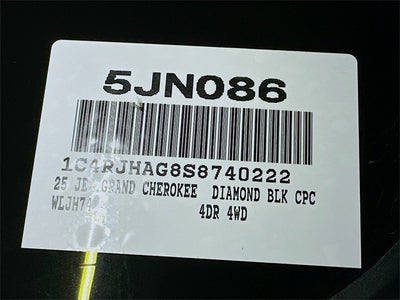 5JN086
1C4RJHAG8S8740222
25 JE GRAND CHEROKEE DIAMOND BLK CPC
WLJH74 4DR 4WD